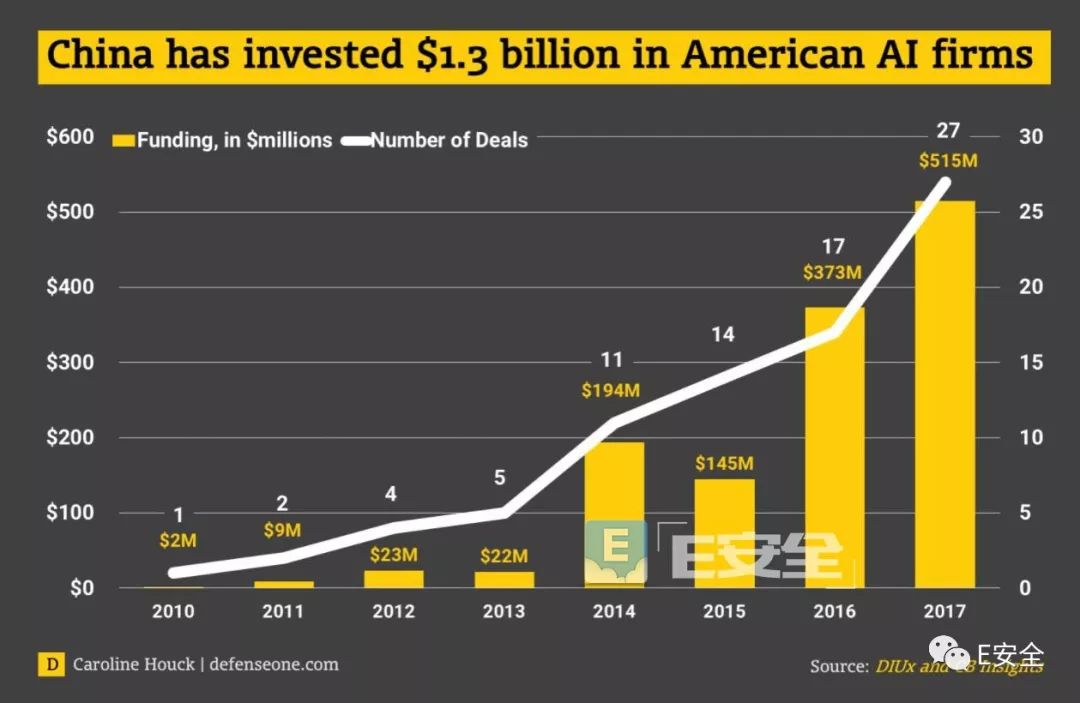 China has invested $1.3 billion in American AI firms
$600
Funding, in $millions
Number of Deals
27
30
$515M
$500
25
17
$373M
$400
20
14
$300
11
15
$194M
$200
10
$145M
5
4
2
1
$100
5
$9M
$2M
$23M
$22M
E
E安全
$0
0
2010 2011 2012 2013 2014 2015 2016 2017
D Caroline Houck | defenseone.com
Source: DIUx and CB Insights
E安全